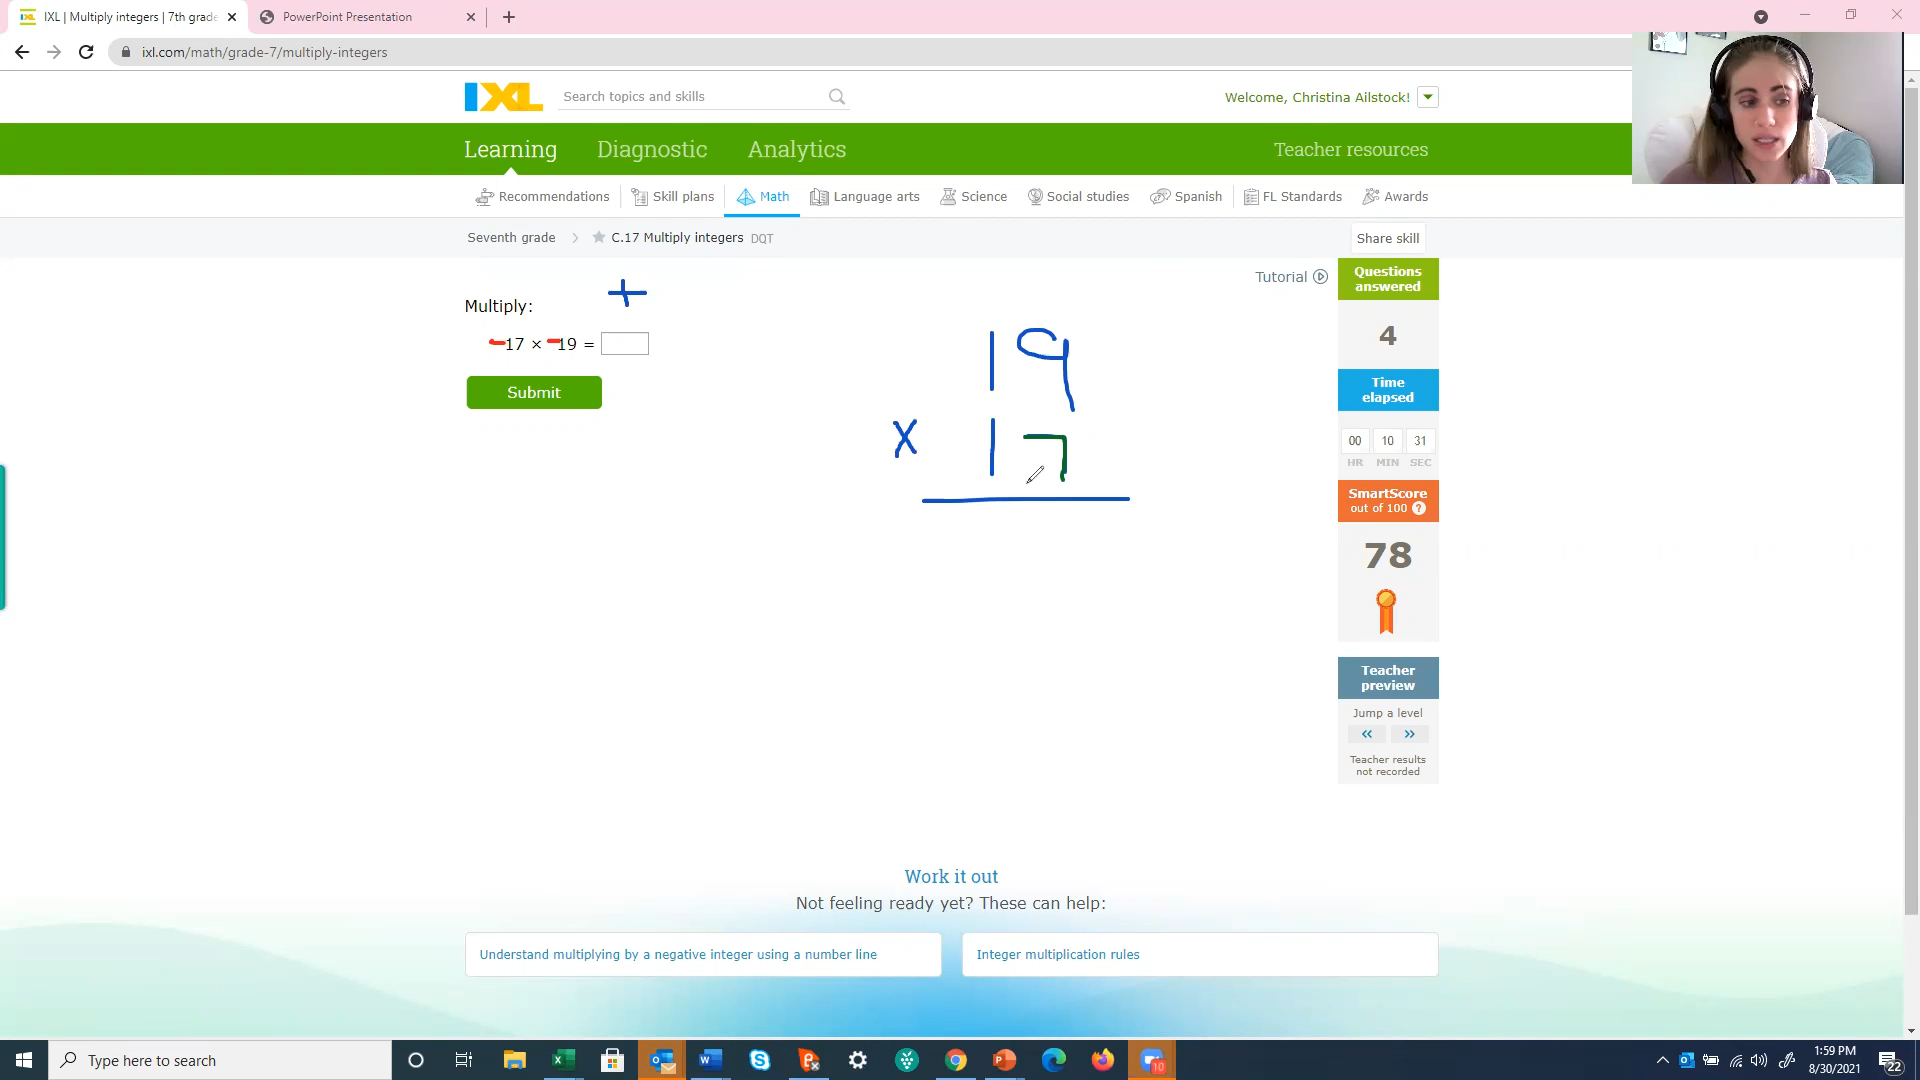 IXL | Multiply integers | 7th grade
PowerPoint Presentation
ixl.com/math/grade-7/multiply-integers
IXL
Search topics and skills
Welcome, Christina Ailstock!
Learning
Diagnostic
Analytics
Teacher resources
Recommendations
Skill plans
Math
Language arts
Science
Social studies
Spanish
FL Standards
Awards
Seventh grade
C.17 Multiply integers DQT
Share skill
Tutorial
Questions
answered
4
Time
elapsed
00 10 31
HR MIN SEC
SmartScore
out of 100 ?
78
Teacher
preview
Jump a level
Teacher results
not recorded
+
Multiply:
-17 × -19 =
Submit
19
x 17
Work it out
Not feeling ready yet? These can help:
Understand multiplying by a negative integer using a number line
Integer multiplication rules
Type here to search
10
1:59 PM
8/30/2021
22